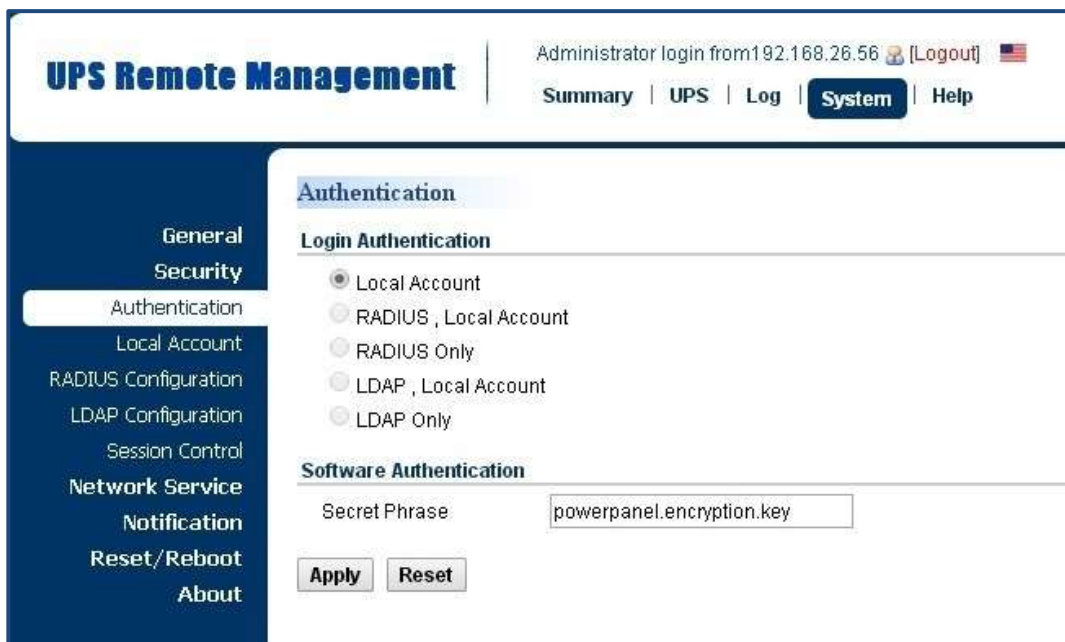 UPS Remote Management
Administrator login from192.168.26.56 [Logout]
Summary | UPS | Log | System | Help
General
Security
Authentication
Local Account
RADIUS Configuration
LDAP Configuration
Session Control
Network Service
Notification
Reset/Reboot
About
Authentication
Login Authentication
Local Account
RADIUS , Local Account
RADIUS Only
LDAP , Local Account
LDAP Only
Software Authentication
Secret Phrase powerpanel.encryption.key
Apply Reset